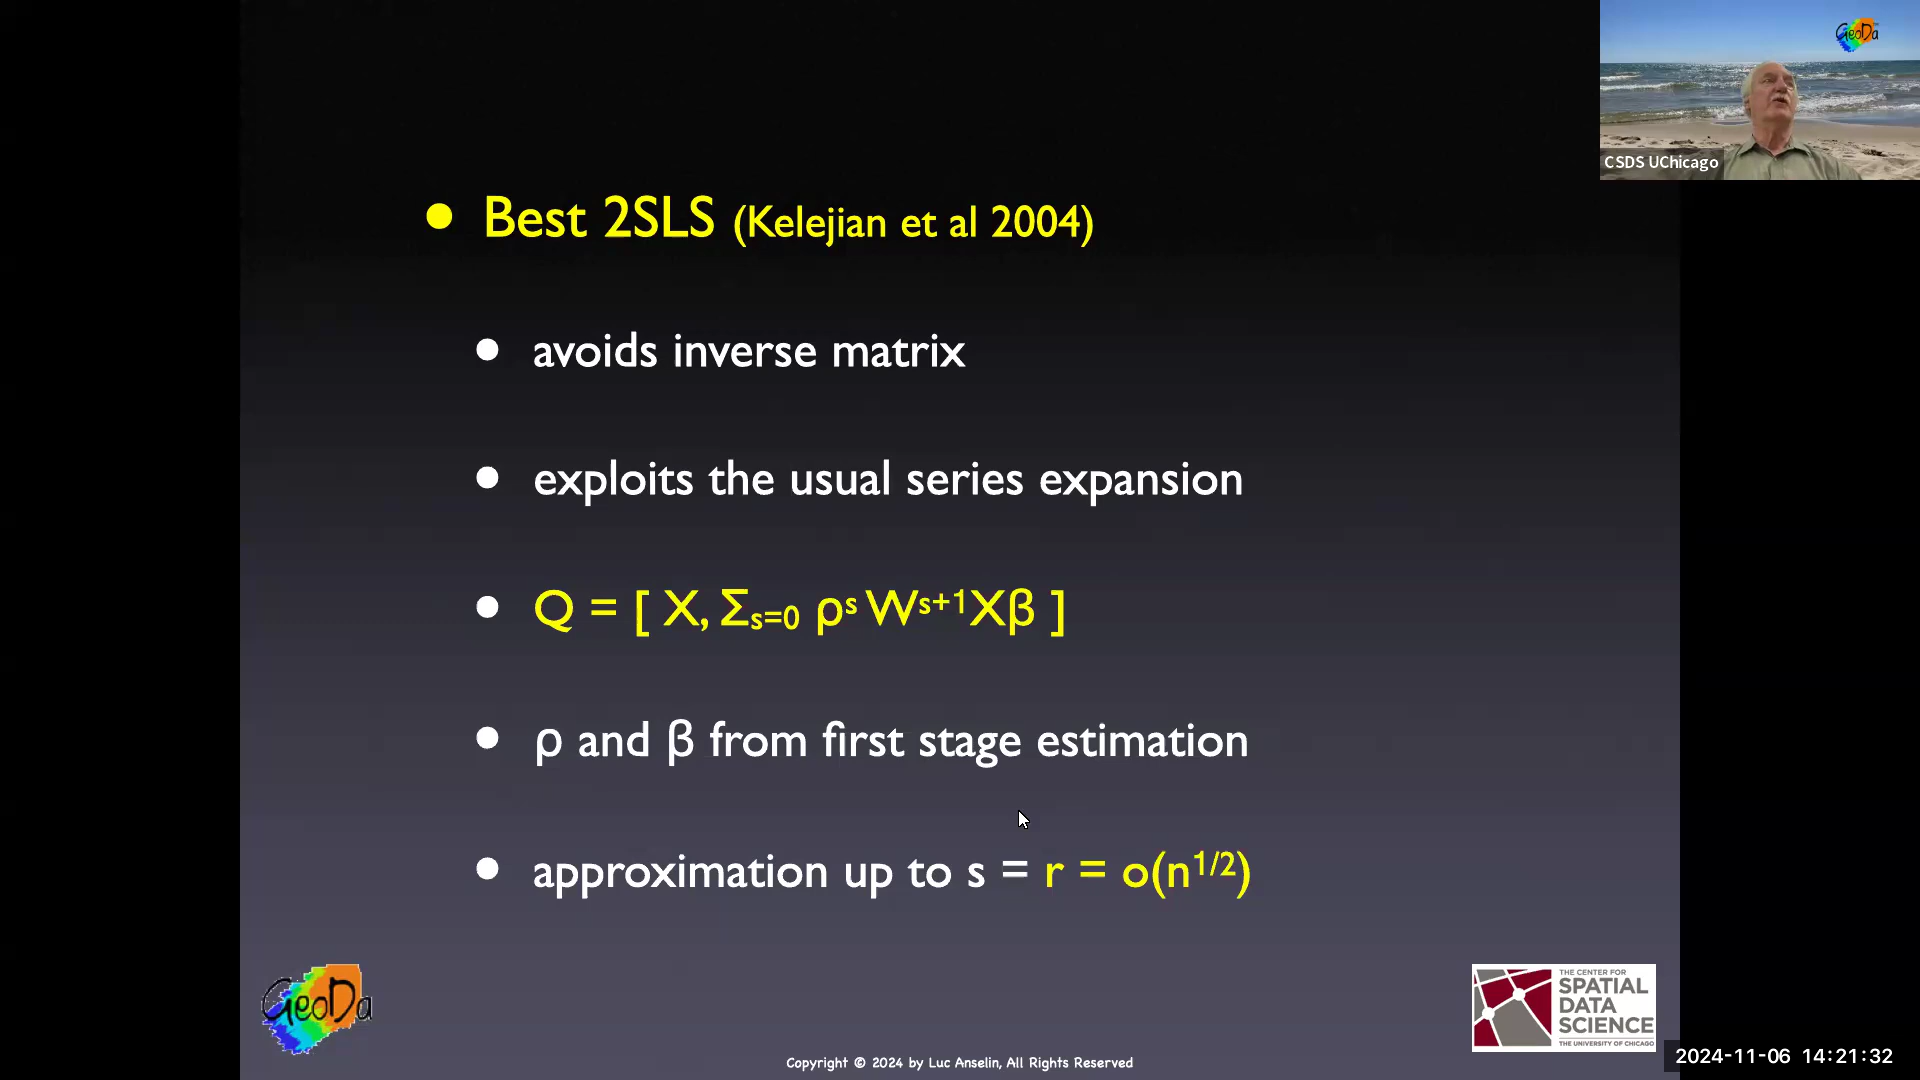 GeoDa
CSDS UChicago
• Best 2SLS (Kelejian et al 2004)
• avoids inverse matrix
• exploits the usual series expansion
• Q = [ X, Σₛ₌₀ ρˢ Wˢ⁺¹Xβ ]
• ρ and β from first stage estimation
• approximation up to s = r = o(n¹/²)
GeoDa
THE CENTER FOR
SPATIAL
DATA
SCIENCE
THE UNIVERSITY OF CHICAGO
Copyright © 2024 by Luc Anselin, All Rights Reserved
2024-11-06 14:21:32